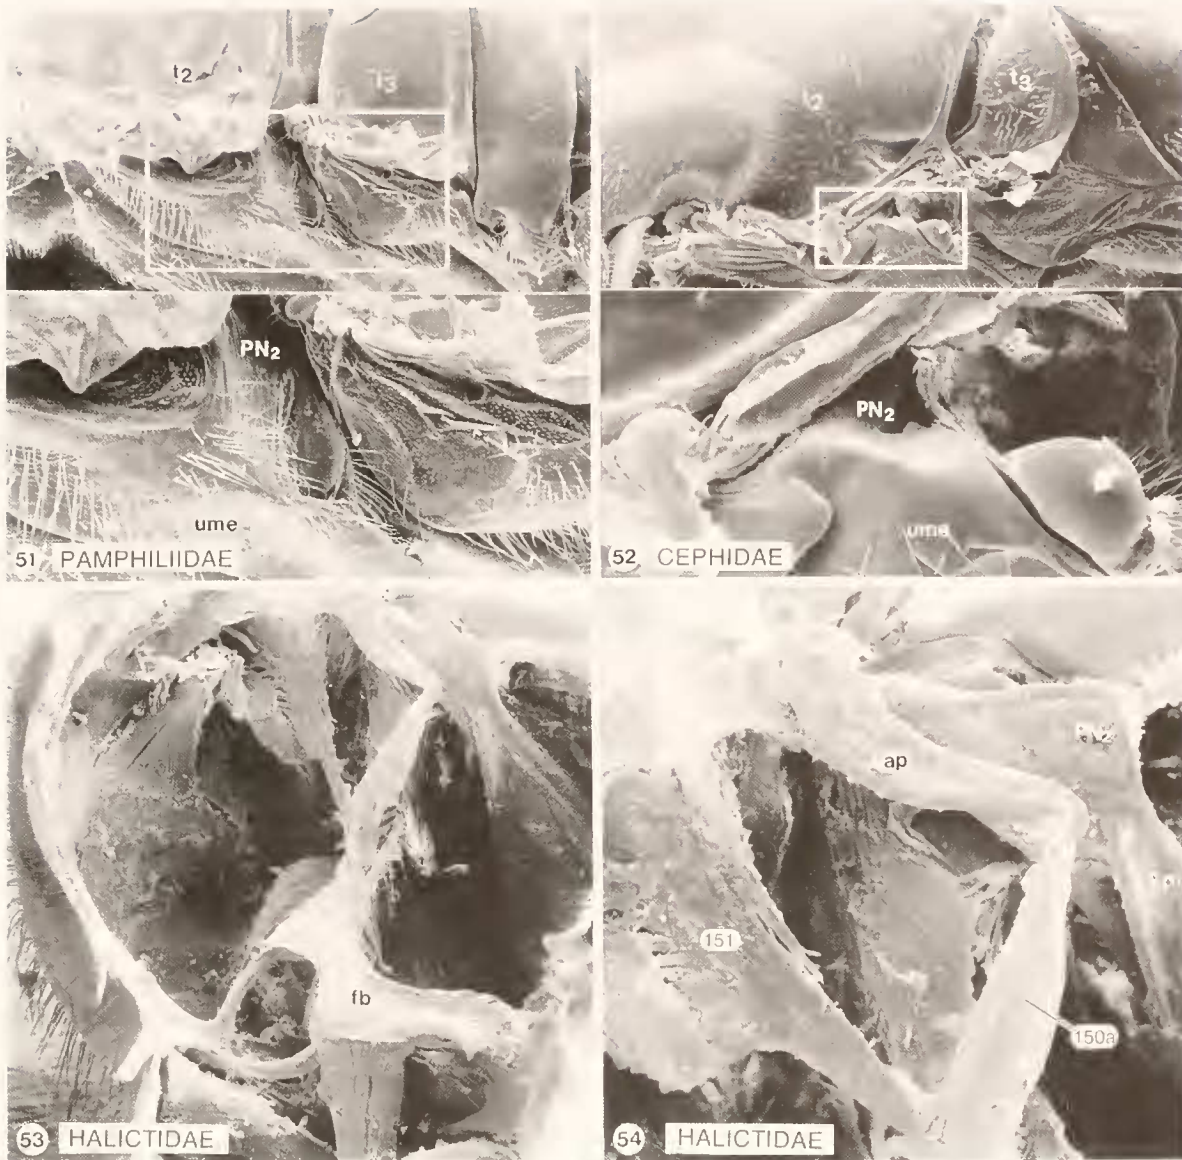 t2
t3
t2
t3
PN2
PN2
ume
ume
51 PAMPHILIIDAE
52 CEPHIDAE
PN2
ap
151
fb
150a
53 HALICTIDAE
54 HALICTIDAE